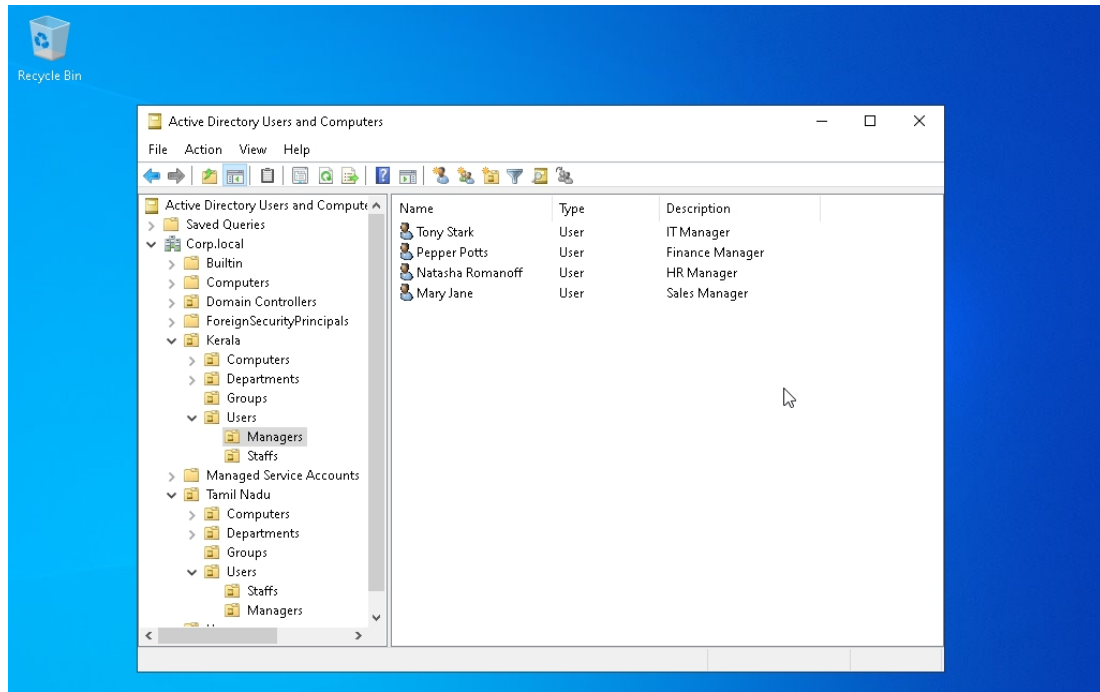 Recycle Bin
Active Directory Users and Computers
File Action View Help
Active Directory Users and Compute
Saved Queries
Corp.local
Builtin
Computers
Domain Controllers
ForeignSecurityPrincipals
Kerala
Computers
Departments
Groups
Users
Managers
Staffs
Managed Service Accounts
Tamil Nadu
Computers
Departments
Groups
Users
Staffs
Managers
Name Type Description
Tony Stark User IT Manager
Pepper Potts User Finance Manager
Natasha Romanoff User HR Manager
Mary Jane User Sales Manager